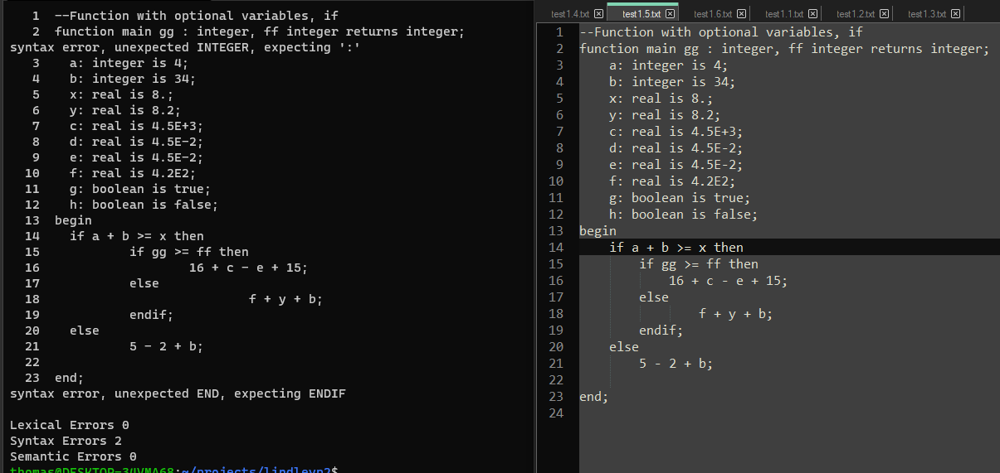 1 --Function with optional variables, if
2 function main gg : integer, ff integer returns integer;
syntax error, unexpected INTEGER, expecting ':'
3 a: integer is 4;
4 b: integer is 34;
5 x: real is 8.;
6 y: real is 8.2;
7 c: real is 4.5E+3;
8 d: real is 4.5E-2;
9 e: real is 4.5E-2;
10 f: real is 4.2E2;
11 g: boolean is true;
12 h: boolean is false;
13 begin
14 if a + b >= x then
15 if gg >= ff then
16 16 + c - e + 15;
17 else
18 f + y + b;
19 endif;
20 else
21 5 - 2 + b;
22
23 end;
syntax error, unexpected END, expecting ENDIF
Lexical Errors 0
Syntax Errors 2
Semantic Errors 0
thomas@DESKTOP-34VMA68:~/projects/lindleyp2$
test1.4.txt test1.5.txt test1.6.txt test1.1.txt test1.2.txt test1.3.txt
1 --Function with optional variables, if
2 function main gg : integer, ff integer returns integer;
3 a: integer is 4;
4 b: integer is 34;
5 x: real is 8.;
6 y: real is 8.2;
7 c: real is 4.5E+3;
8 d: real is 4.5E-2;
9 e: real is 4.5E-2;
10 f: real is 4.2E2;
11 g: boolean is true;
12 h: boolean is false;
13 begin
14 if a + b >= x then
15 if gg >= ff then
16 16 + c - e + 15;
17 else
18 f + y + b;
19 endif;
20 else
21 5 - 2 + b;
22
23 end;
24